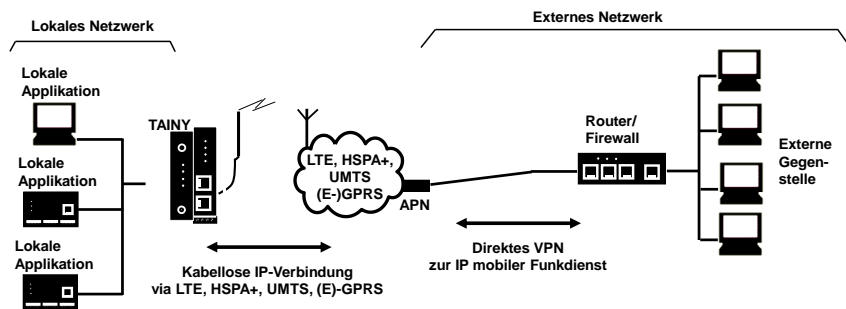 Lokales Netzwerk
Externes Netzwerk
Lokale
Applikation
TAINY
Lokale
Applikation
Lokale
Applikation
LTE, HSPA+,
UMTS
(E-)GPRS
APN
Router/
Firewall
Externe
Gegen-
stelle
Kabellose IP-Verbindung
via LTE, HSPA+, UMTS, (E)-GPRS
Direktes VPN
zur IP mobiler Funkdienst